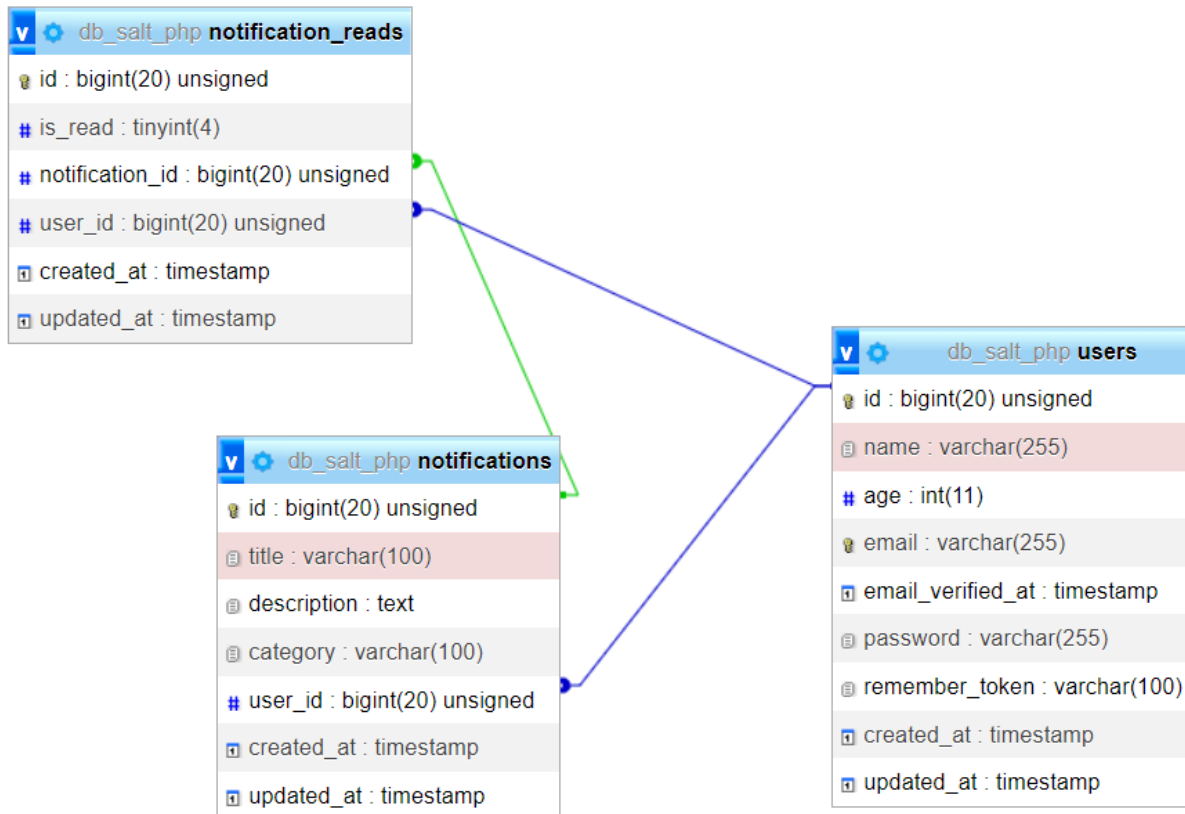 db_salt_php notification_reads
id : bigint(20) unsigned
is_read : tinyint(4)
notification_id : bigint(20) unsigned
user_id : bigint(20) unsigned
created_at : timestamp
updated_at : timestamp
db_salt_php notifications
id : bigint(20) unsigned
title : varchar(100)
description : text
category : varchar(100)
user_id : bigint(20) unsigned
created_at : timestamp
updated_at : timestamp
db_salt_php users
id : bigint(20) unsigned
name : varchar(255)
age : int(11)
email : varchar(255)
email_verified_at : timestamp
password : varchar(255)
remember_token : varchar(100)
created_at : timestamp
updated_at : timestamp